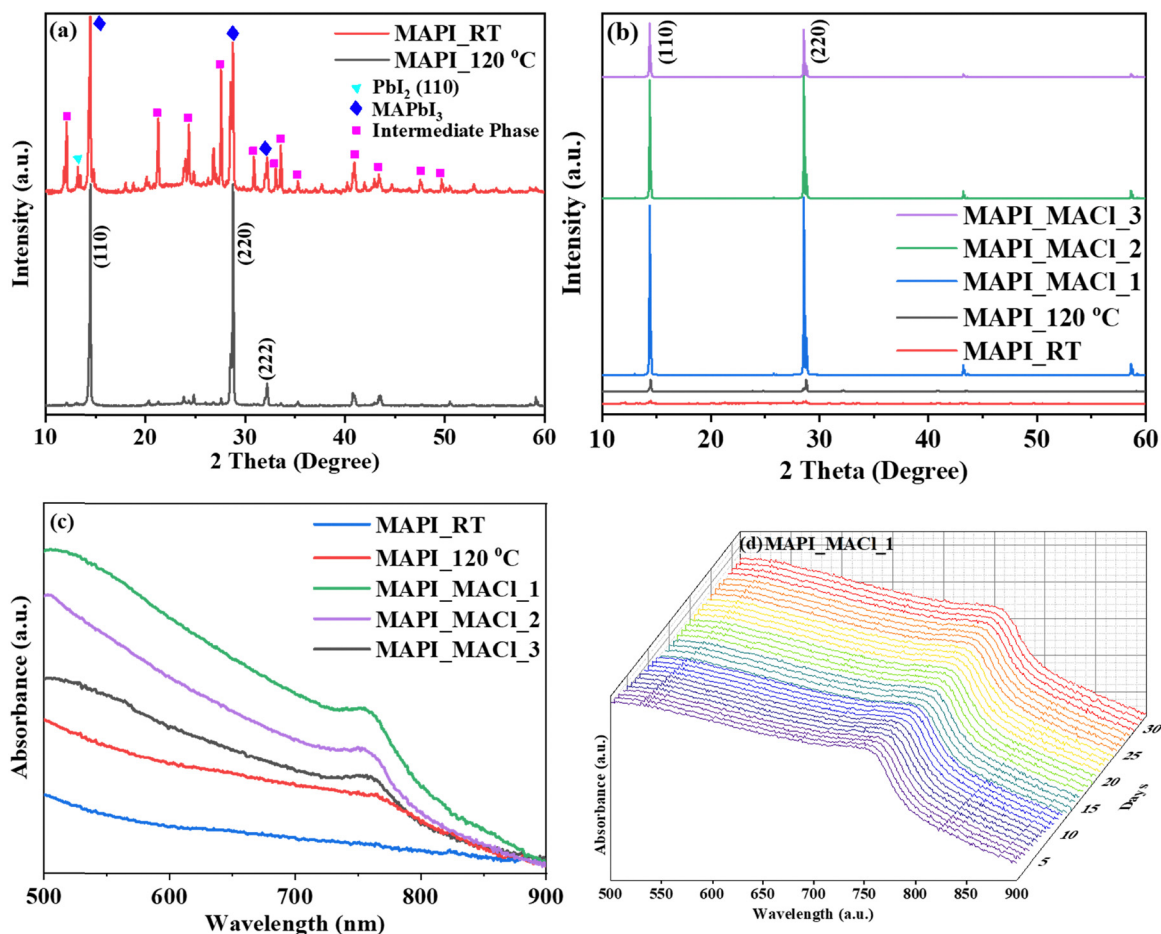 (a)
MAPI_RT
MAPI_120 ⁰C
PbI₂ (110)
MAPbI₃
Intermediate Phase
(110)
(220)
(222)
Intensity (a.u.)
10 20 30 40 50 60
2 Theta (Degree)
(b)
(110)
(220)
MAPI_MACl_3
MAPI_MACl_2
MAPI_MACl_1
MAPI_120 ⁰C
MAPI_RT
Intensity (a.u.)
10 20 30 40 50 60
2 Theta (Degree)
(c)
MAPI_RT
MAPI_120 ⁰C
MAPI_MACl_1
MAPI_MACl_2
MAPI_MACl_3
Absorbance (a.u.)
500 600 700 800 900
Wavelength (nm)
(d)MAPI_MACl_1
Absorbance (a.u.)
30
25
20
15
10
5
Days
500 550 600 650 700 750 800 850 900
Wavelength (a.u.)